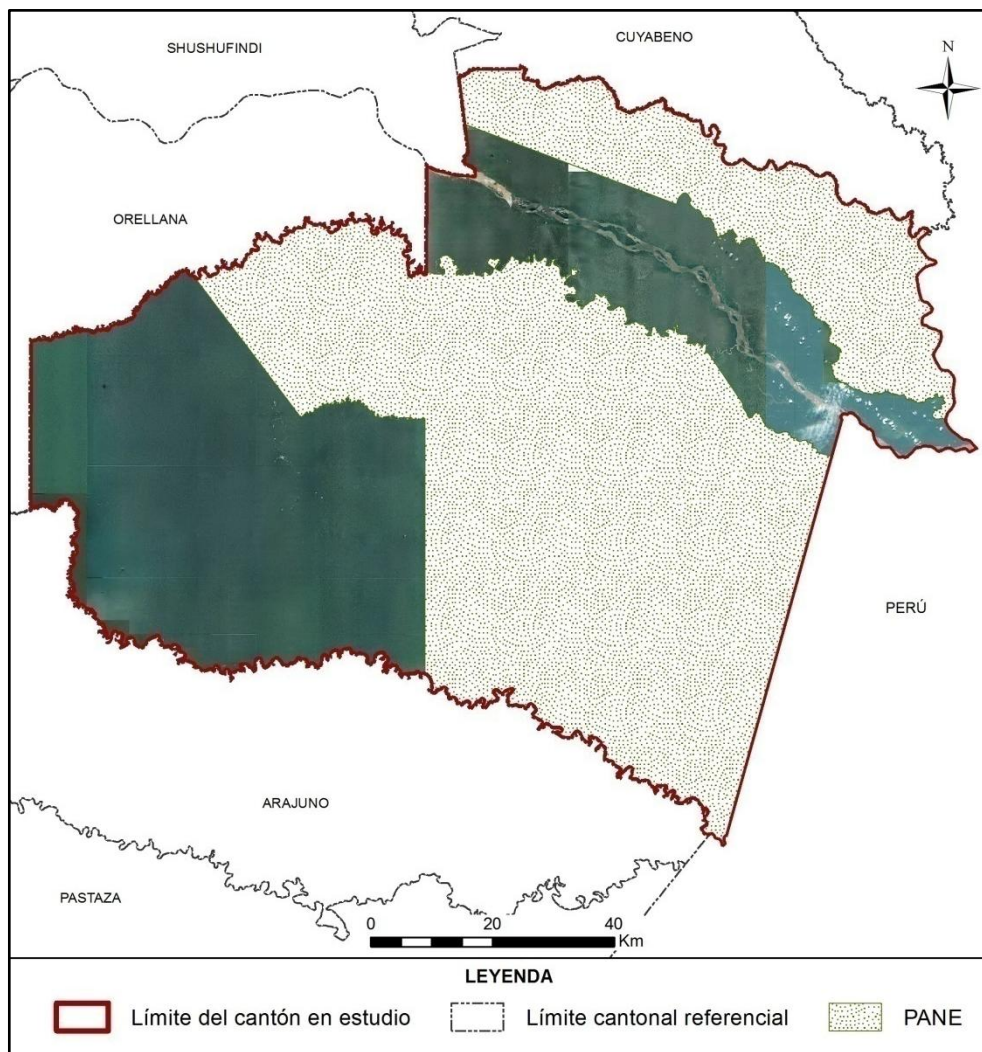 SHUSHUFINDI
CUYABENO
N
ORELLANA
PERÚ
ARAJUNO
PASTAZA
0 20 40
Km
LEYENDA
Límite del cantón en estudio
Límite cantonal referencial
PANE